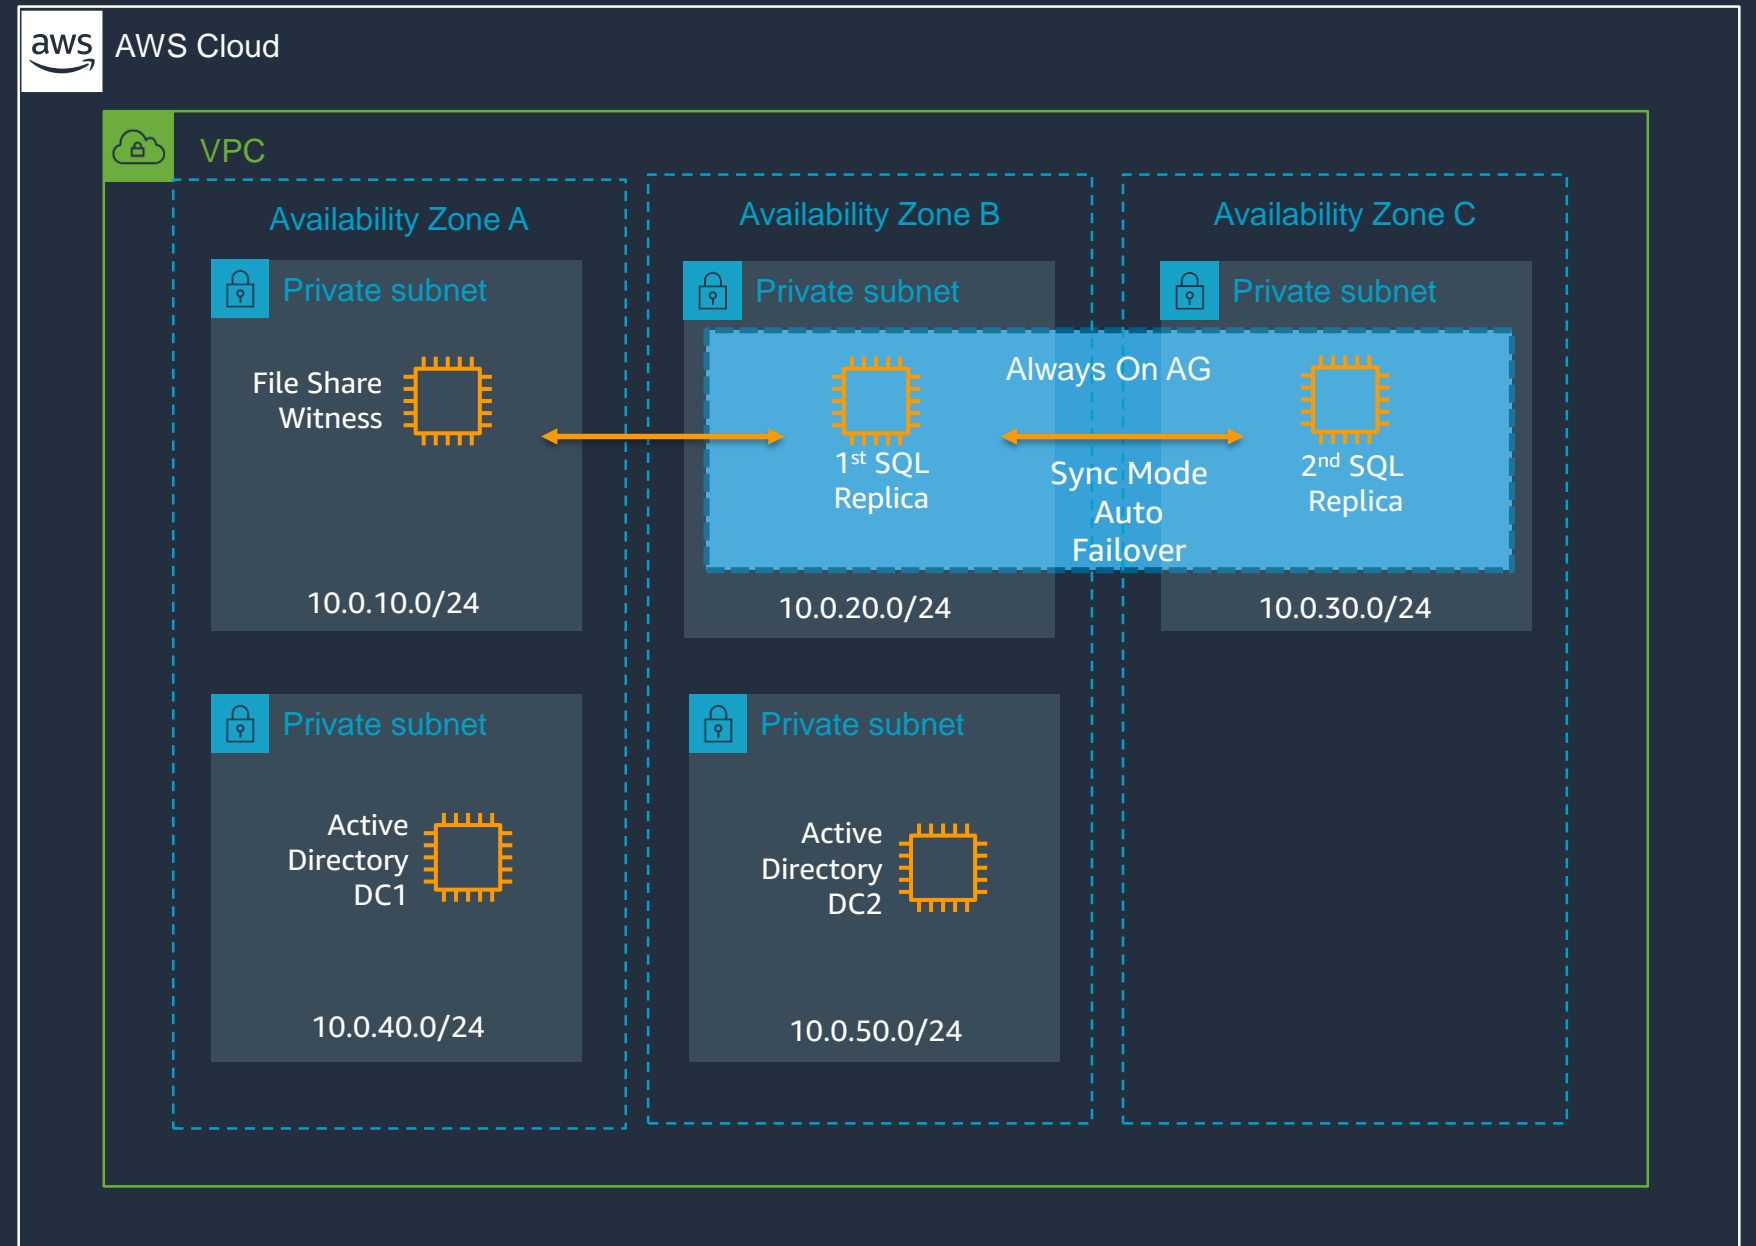 aws
AWS Cloud
VPC
Availability Zone A
Private subnet
File Share
Witness
10.0.10.0/24
Private subnet
Active
Directory
DC1
10.0.40.0/24
Availability Zone B
Private subnet
1st SQL
Replica
10.0.20.0/24
Always On AG
Sync Mode
Auto
Failover
Private subnet
Active
Directory
DC2
10.0.50.0/24
Availability Zone C
Private subnet
2nd SQL
Replica
10.0.30.0/24